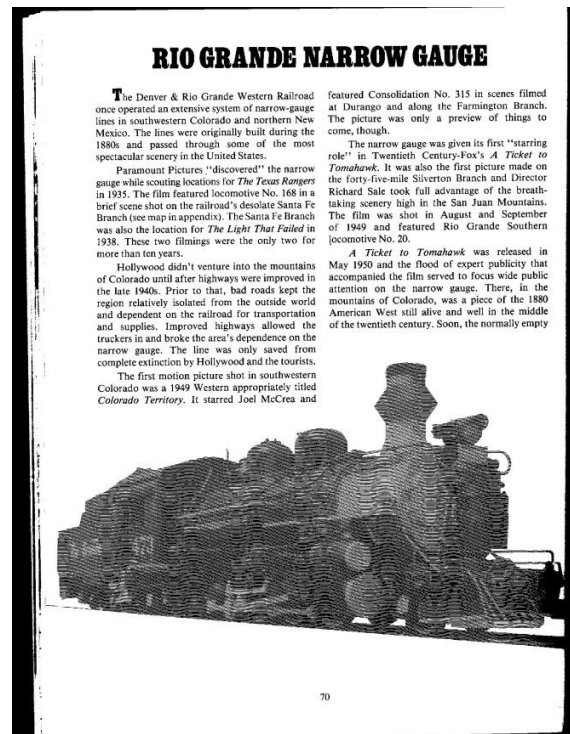 RIO GRANDE NARROW GAUGE
The Denver & Rio Grande Western Railroad
once operated an extensive system of narrow-gauge
lines in southwestern Colorado and northern New
Mexico. The lines were originally built during the
1880s and passed through some of the most
spectacular scenery in the United States.
Paramount Pictures "discovered" the narrow
gauge while scouting locations for The Texas Rangers
in 1935. The film featured locomotive No. 168 in a
brief scene shot on the railroad's desolate Santa Fe
Branch (see map in appendix). The Santa Fe Branch
was also the location for The Light That Failed in
1938. These two filmings were the only two for
more than ten years.
Hollywood didn't venture into the mountains
of Colorado until after highways were improved in
the late 1940s. Prior to that, bad roads kept the
region relatively isolated from the outside world
and dependent on the railroad for transportation
and supplies. Improved highways allowed the
truckers in and broke the area's dependence on the
narrow gauge. The line was only saved from
complete extinction by Hollywood and the tourists.
The first motion picture shot in southwestern
Colorado was a 1949 Western appropriately titled
Colorado Territory. It starred Joel McCrea and
featured Consolidation No. 315 in scenes filmed
at Durango and along the Farmington Branch.
The picture was only a preview of things to
come, though.
The narrow gauge was given its first "starring
role" in Twentieth Century-Fox's A Ticket to
Tomahawk. It was also the first picture made on
the forty-five-mile Silverton Branch and Director
Richard Sale took full advantage of the breath-
taking scenery high in the San Juan Mountains.
The film was shot in August and September
of 1949 and featured Rio Grande Southern
locomotive No. 20.
A Ticket to Tomahawk was released in
May 1950 and the flood of expert publicity that
accompanied the film served to focus wide public
attention on the narrow gauge. There, in the
mountains of Colorado, was a piece of the 1880
American West still alive and well in the middle
of the twentieth century. Soon, the normally empty
70